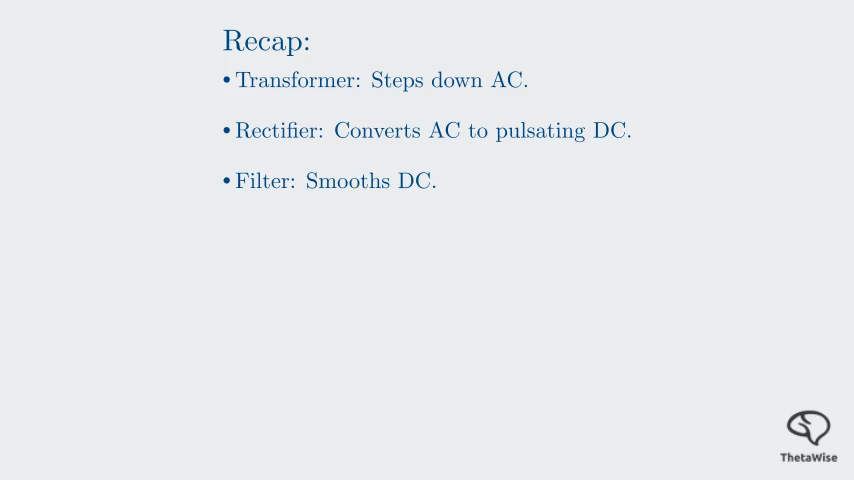 Recap:
• Transformer: Steps down AC.
• Rectifier: Converts AC to pulsating DC.
• Filter: Smooths DC.
ThetaWise